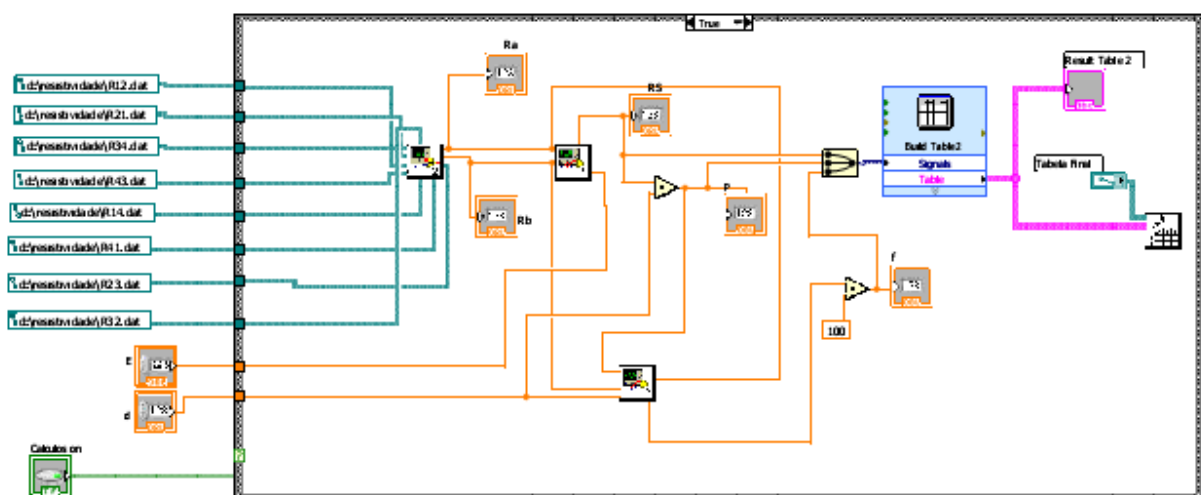 True
Ra
Result Table 2
d:\resistividade\R12.dat
RS
d:\resistividade\R21.dat
d:\resistividade\R34.dat
Build Table2
Signals
Tabela Final
d:\resistividade\R43.dat
Table
P
d:\resistividade\R14.dat
Rb
d:\resistividade\R41.dat
f
d:\resistividade\R23.dat
d:\resistividade\R32.dat
100
E
d
Calculos on
?